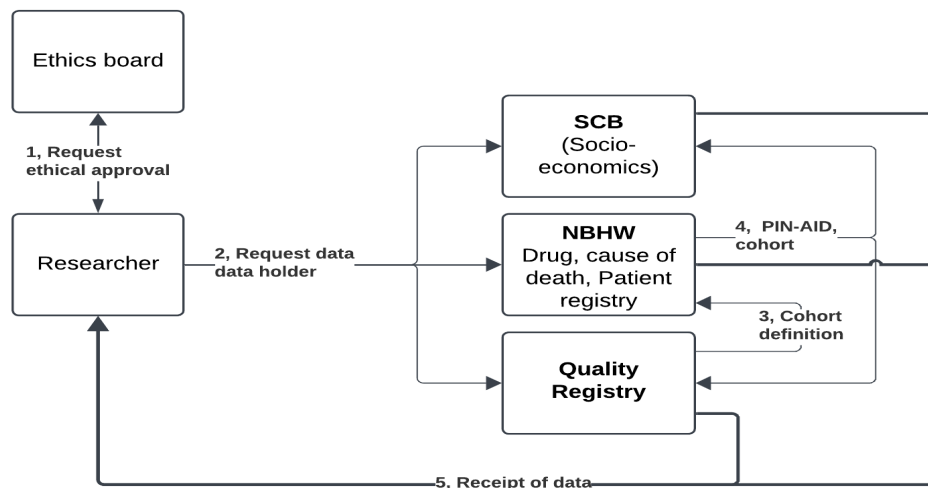 Ethics board
1, Request
ethical approval
Researcher
2, Request data
data holder
SCB
(Socio-
economics)
NBHW
Drug, cause of
death, Patient
registry
4,  PIN-AID,
cohort
3, Cohort
definition
Quality
Registry
5, Receipt of data